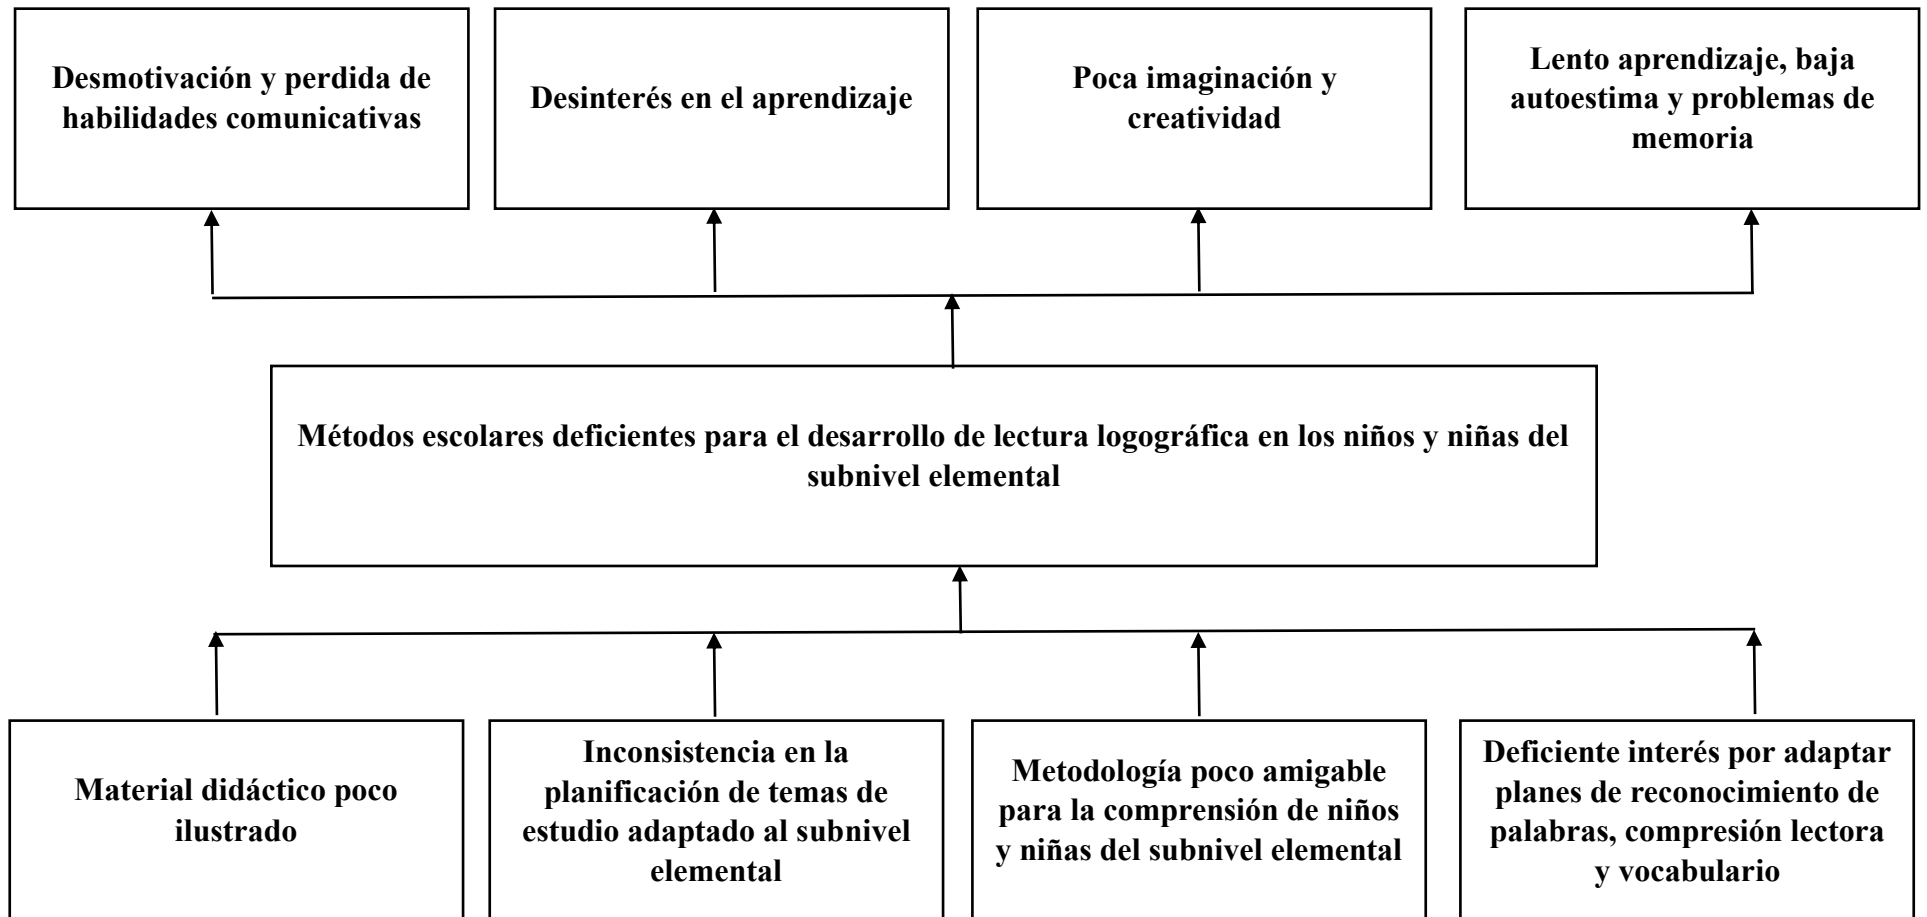 Desmotivación y perdida de
habilidades comunicativas
Desinterés en el aprendizaje
Poca imaginación y
creatividad
Lento aprendizaje, baja
autoestima y problemas de
memoria
Métodos escolares deficientes para el desarrollo de lectura logográfica en los niños y niñas del
subnivel elemental
Material didáctico poco
ilustrado
Inconsistencia en la
planificación de temas de
estudio adaptado al subnivel
elemental
Metodología poco amigable
para la comprensión de niños
y niñas del subnivel elemental
Deficiente interés por adaptar
planes de reconocimiento de
palabras, compresión lectora
y vocabulario